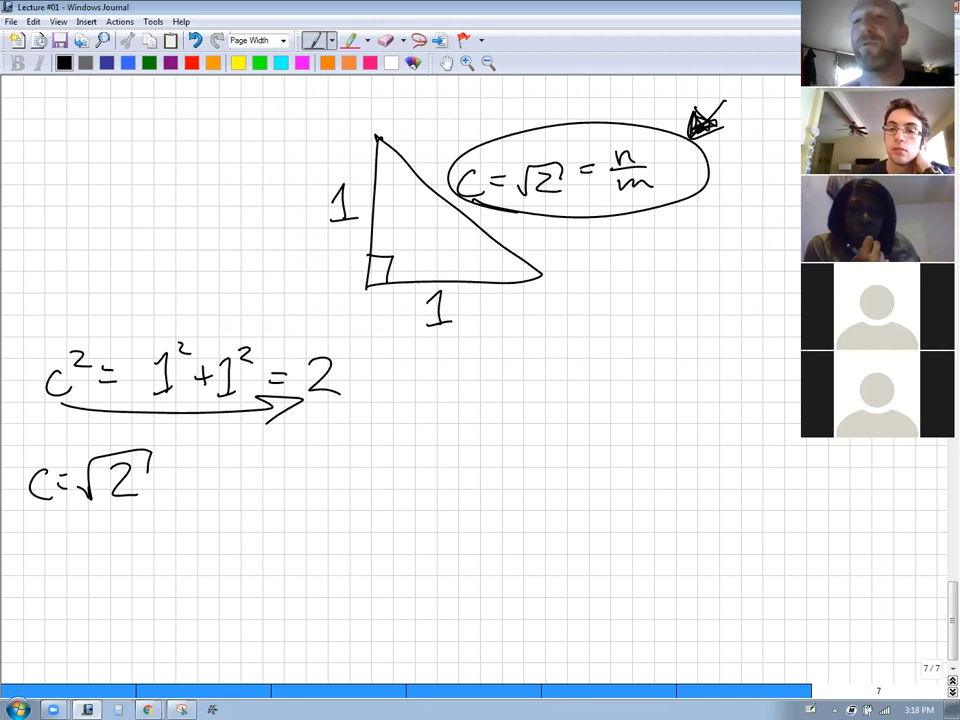 Lecture #01 - Windows Journal
File Edit View Insert Actions Tools Help
Page Width
B I
1
c = √2 = n/m
1
c² = 1² + 1² = 2
c = √2
7 / 7
7
3:18 PM